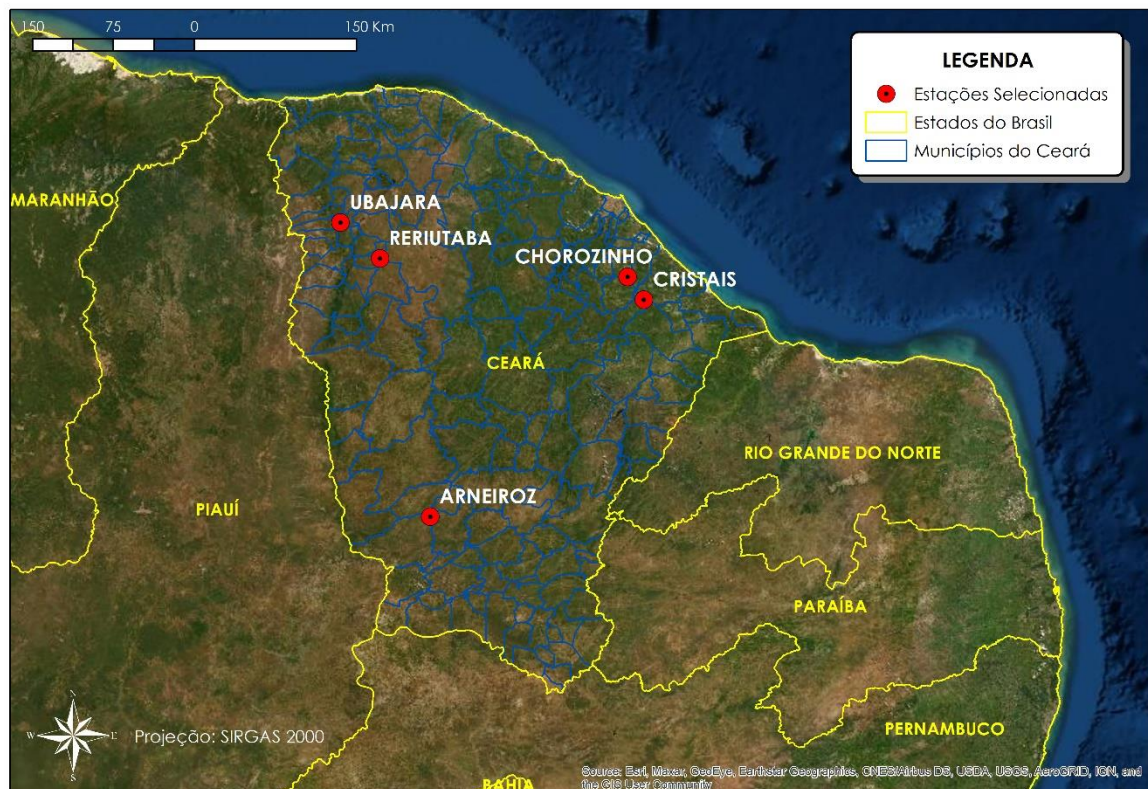 150 75 0 150 Km
LEGENDA
Estações Selecionadas
Estados do Brasil
Municípios do Ceará
MARANHÃO
UBAJARA
RERIUTABA
CHOROZINHO
CRISTAIS
CEARÁ
RIO GRANDE DO NORTE
ARNEIROZ
PIAUÍ
PARAÍBA
PERNAMBUCO
N
W E
S
Projeção: SIRGAS 2000
BAHIA
Source: Esri, Maxar, GeoEye, Earthstar Geographics, CNES/Airbus DS, USDA, USGS, AeroGRID, IGN, and
the GIS User Community